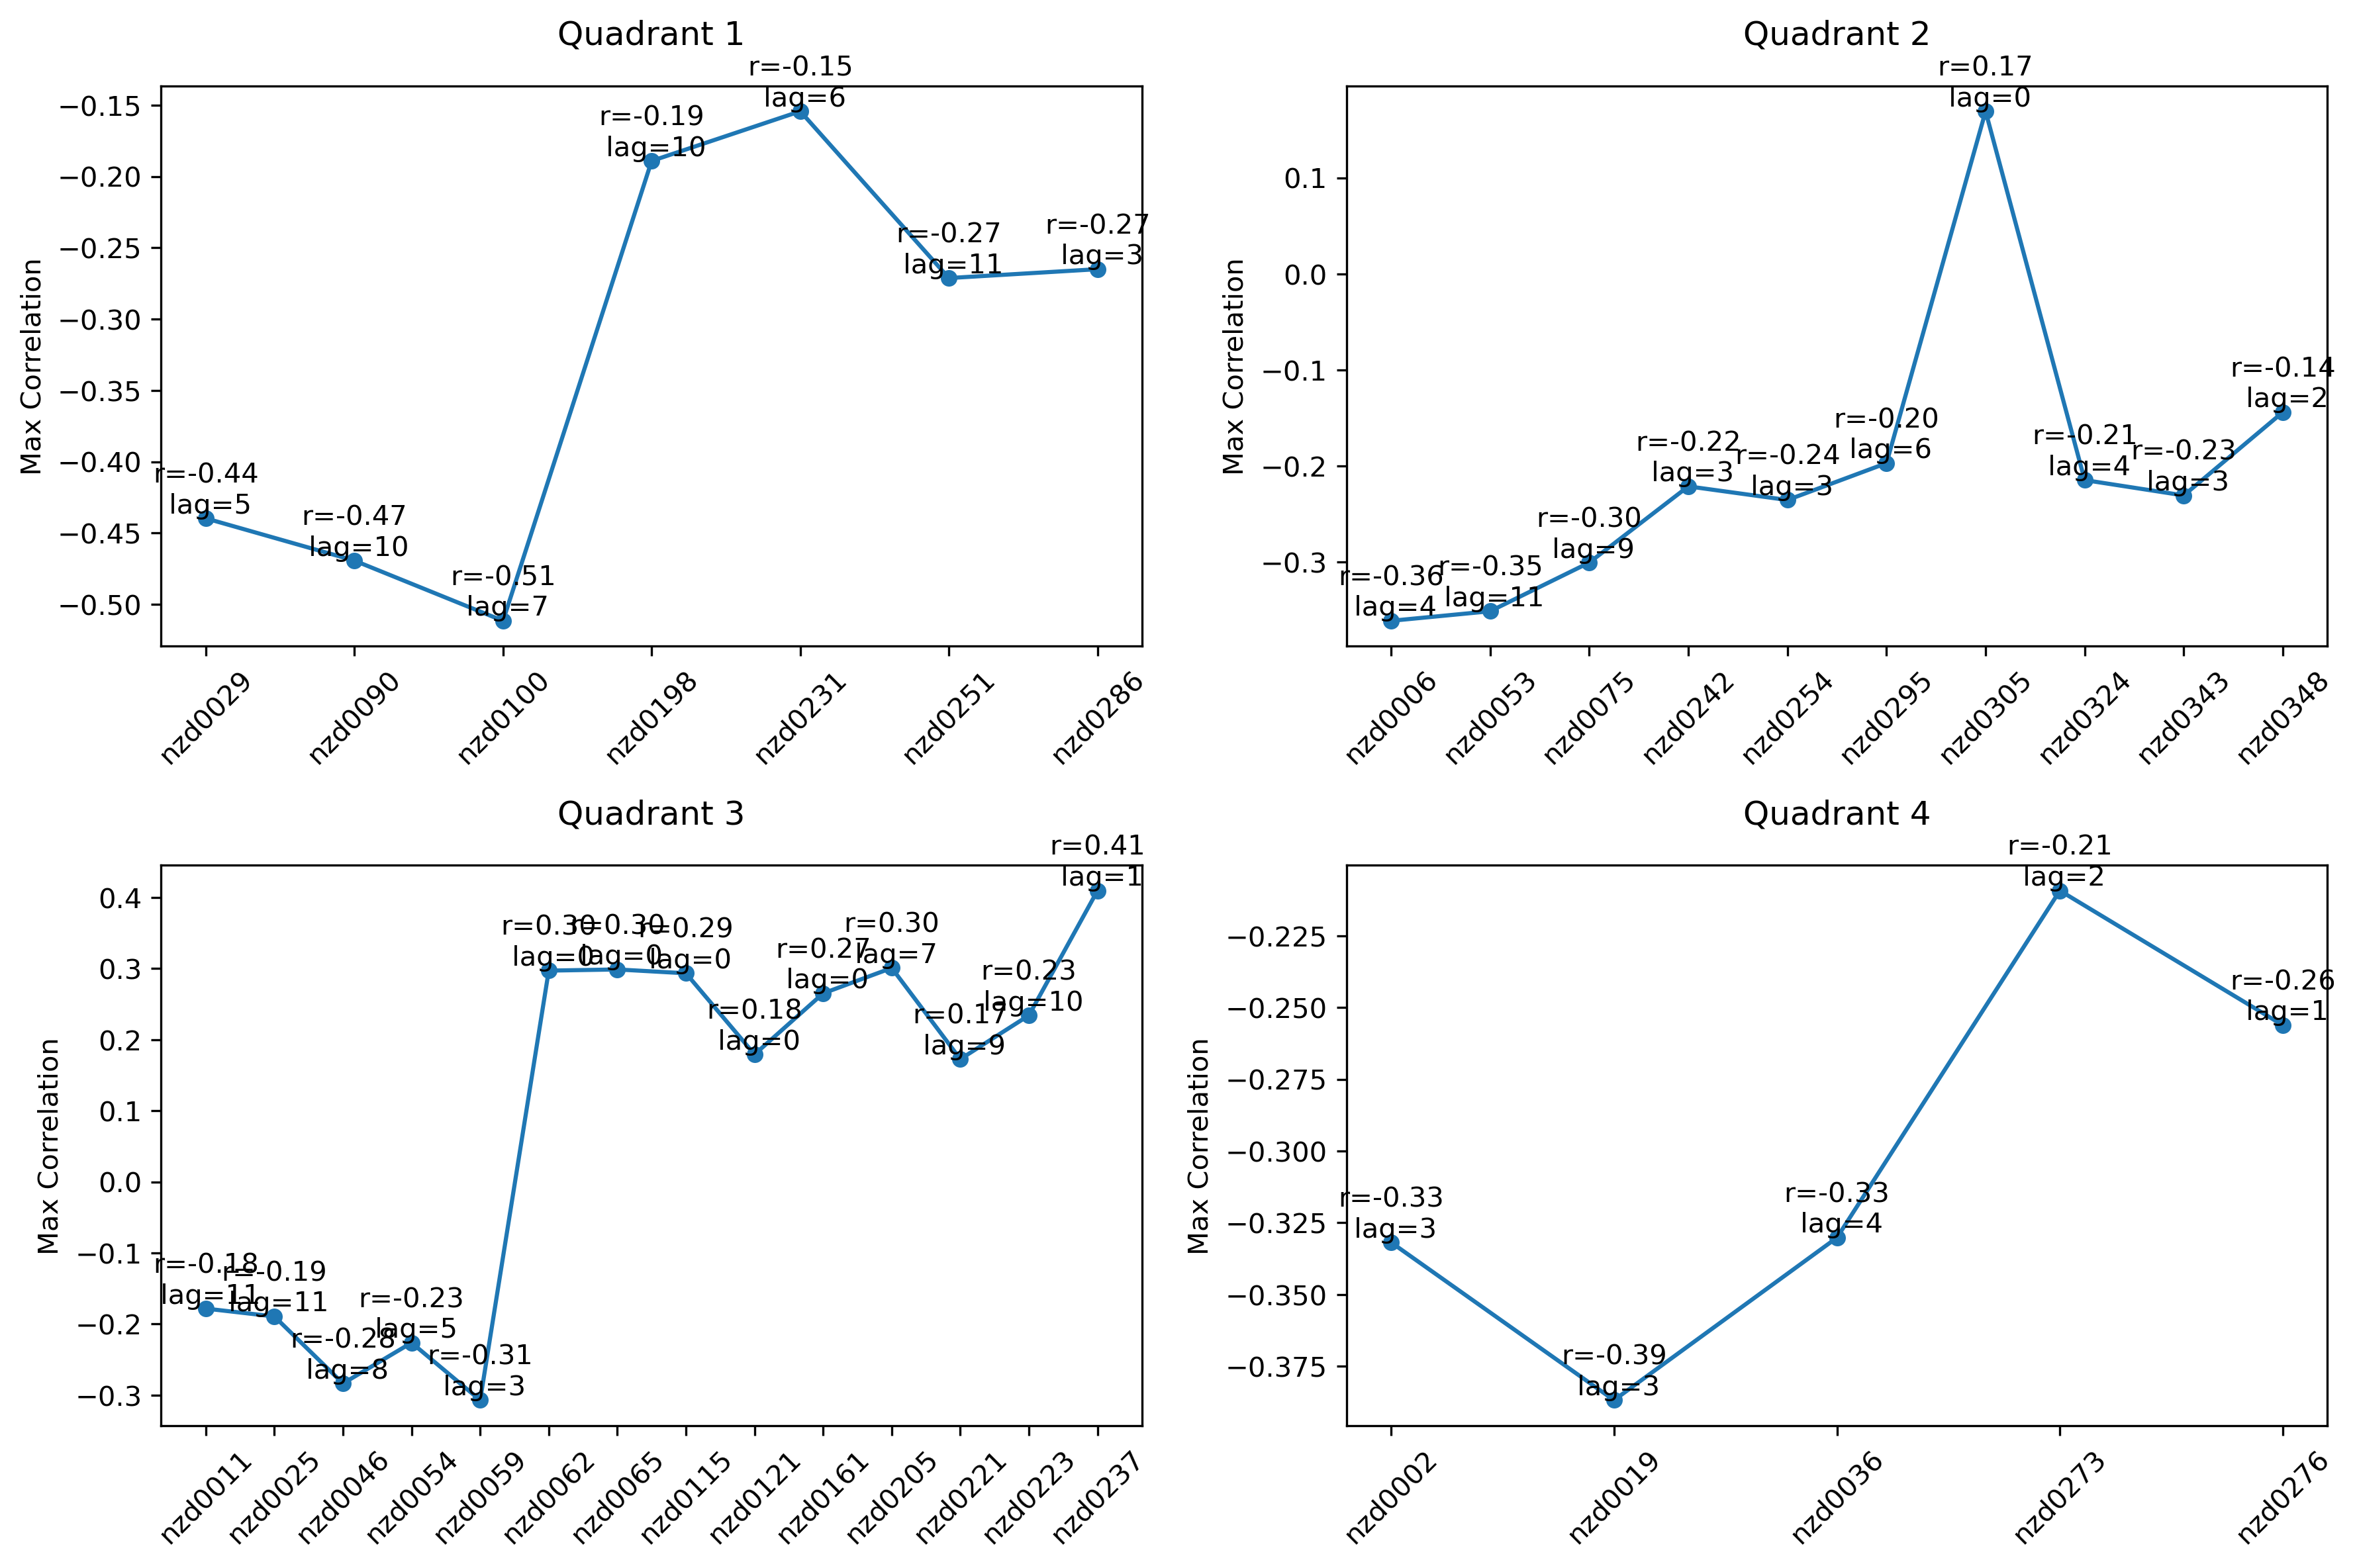 Quadrant 1
Max Correlation
−0.15
−0.20
−0.25
−0.30
−0.35
−0.40
−0.45
−0.50
r=-0.44
lag=5
r=-0.47
lag=10
r=-0.51
lag=7
r=-0.19
lag=10
r=-0.15
lag=6
r=-0.27
lag=11
r=-0.27
lag=3
nzd0029
nzd0090
nzd0100
nzd0198
nzd0231
nzd0251
nzd0286
Quadrant 2
Max Correlation
0.1
0.0
−0.1
−0.2
−0.3
r=-0.36
lag=4
r=-0.35
lag=11
r=-0.30
lag=9
r=-0.22
lag=3
r=-0.24
lag=3
r=-0.20
lag=6
r=0.17
lag=0
r=-0.21
lag=4
r=-0.23
lag=3
r=-0.14
lag=2
nzd0006
nzd0053
nzd0075
nzd0242
nzd0254
nzd0295
nzd0305
nzd0324
nzd0343
nzd0348
Quadrant 3
Max Correlation
0.4
0.3
0.2
0.1
0.0
−0.1
−0.2
−0.3
r=-0.18
lag=11
r=-0.19
lag=11
r=-0.28
lag=8
r=-0.23
lag=5
r=-0.31
lag=3
r=0.30
lag=0
r=0.30
lag=0
r=0.29
lag=0
r=0.18
lag=0
r=0.27
lag=0
r=0.30
lag=7
r=0.17
lag=9
r=0.23
lag=10
r=0.41
lag=1
nzd0011
nzd0025
nzd0046
nzd0054
nzd0059
nzd0062
nzd0065
nzd0115
nzd0121
nzd0161
nzd0205
nzd0221
nzd0223
nzd0237
Quadrant 4
Max Correlation
−0.225
−0.250
−0.275
−0.300
−0.325
−0.350
−0.375
r=-0.33
lag=3
r=-0.39
lag=3
r=-0.33
lag=4
r=-0.21
lag=2
r=-0.26
lag=1
nzd0002
nzd0019
nzd0036
nzd0273
nzd0276